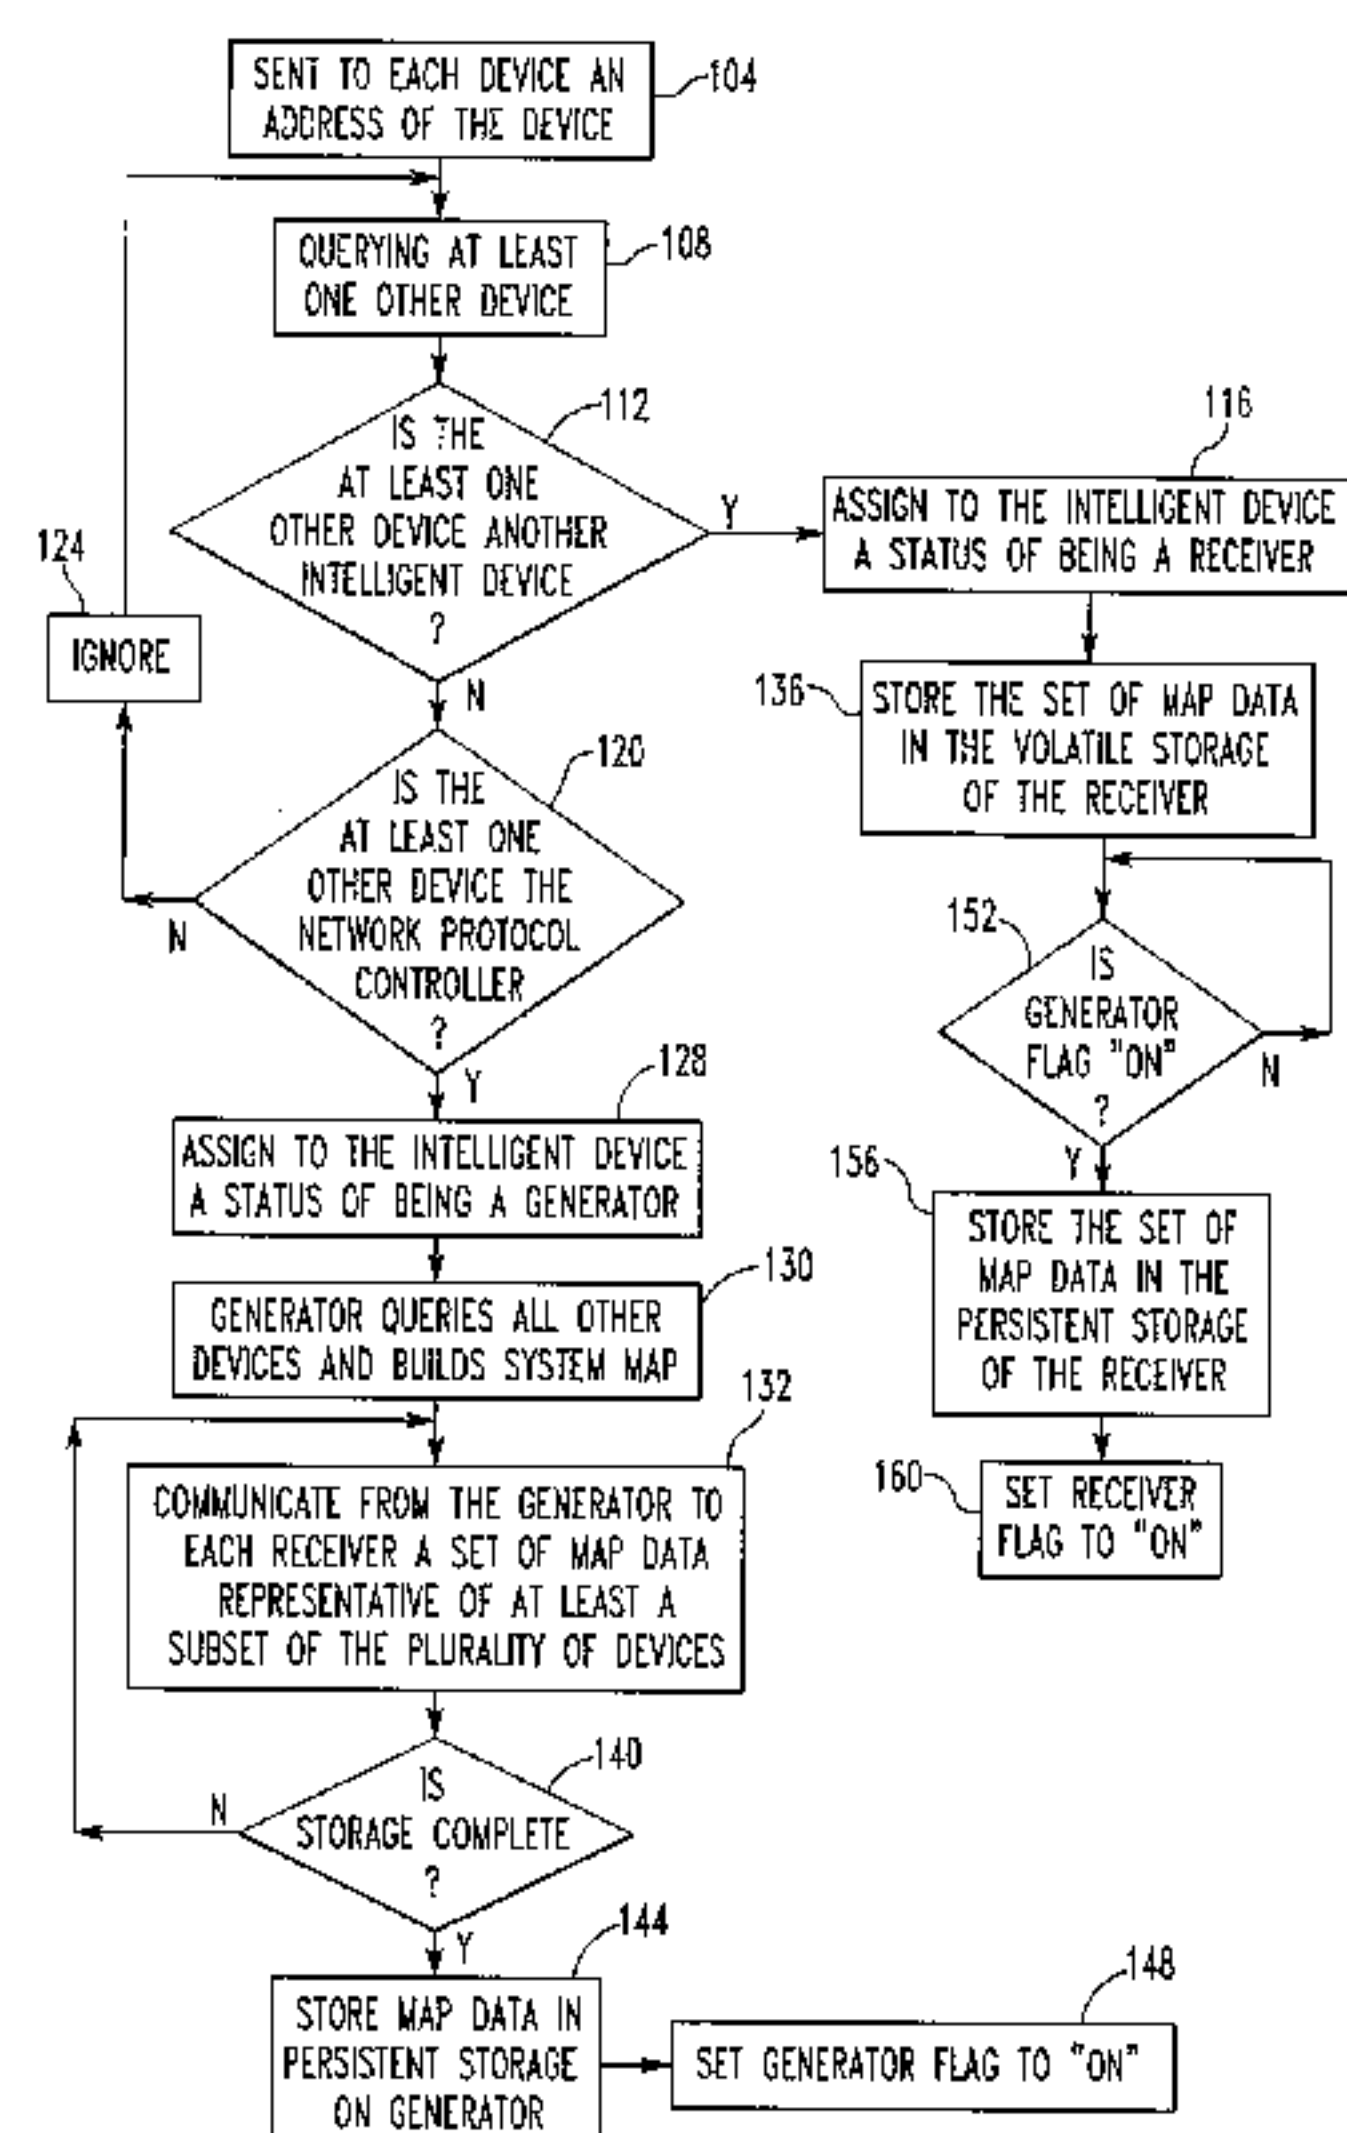 SENT TO EACH DEVICE AN
ADDRESS OF THE DEVICE
104
QUERYING AT LEAST
ONE OTHER DEVICE
108
IS THE
AT LEAST ONE
OTHER DEVICE ANOTHER
INTELLIGENT DEVICE
?
112
Y
N
116
ASSIGN TO THE INTELLIGENT DEVICE
A STATUS OF BEING A RECEIVER
124
IGNORE
136
STORE THE SET OF MAP DATA
IN THE VOLATILE STORAGE
OF THE RECEIVER
120
IS THE
AT LEAST ONE
OTHER DEVICE THE
NETWORK PROTOCOL
CONTROLLER
?
N
Y
152
IS
GENERATOR
FLAG "ON"
?
N
Y
128
ASSIGN TO THE INTELLIGENT DEVICE
A STATUS OF BEING A GENERATOR
156
STORE THE SET OF
MAP DATA IN THE
PERSISTENT STORAGE
OF THE RECEIVER
130
GENERATOR QUERIES ALL OTHER
DEVICES AND BUILDS SYSTEM MAP
132
COMMUNICATE FROM THE GENERATOR TO
EACH RECEIVER A SET OF MAP DATA
REPRESENTATIVE OF AT LEAST A
SUBSET OF THE PLURALITY OF DEVICES
160
SET RECEIVER
FLAG TO "ON"
140
IS
STORAGE COMPLETE
?
N
Y
144
STORE MAP DATA IN
PERSISTENT STORAGE
ON GENERATOR
148
SET GENERATOR FLAG TO "ON"